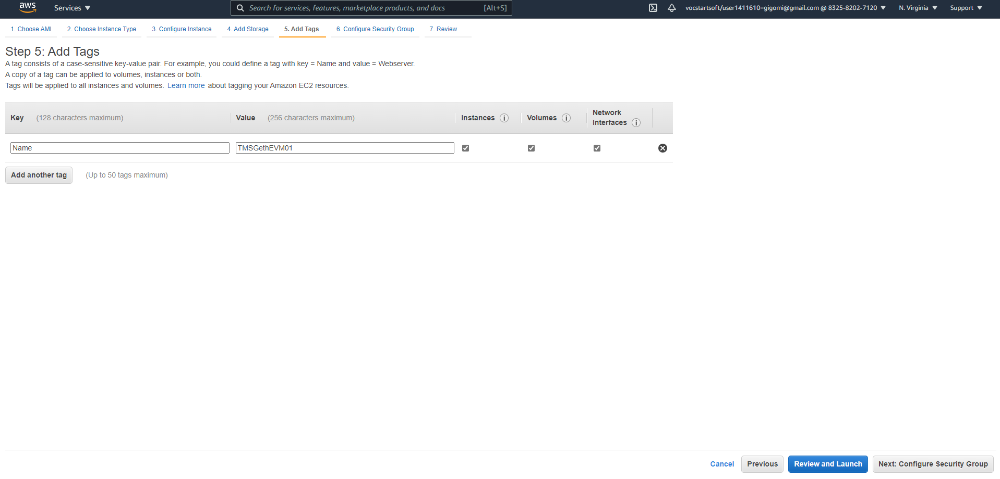 aws Services Search for services, features, marketplace products, and docs [Alt+S] vocstartsoft/user1411610=gigomi@gmail.com @ 8325-8202-7120 N. Virginia Support
1. Choose AMI 2. Choose Instance Type 3. Configure Instance 4. Add Storage 5. Add Tags 6. Configure Security Group 7. Review
Step 5: Add Tags
A tag consists of a case-sensitive key-value pair. For example, you could define a tag with key = Name and value = Webserver.
A copy of a tag can be applied to volumes, instances or both.
Tags will be applied to all instances and volumes. Learn more about tagging your Amazon EC2 resources.
Key (128 characters maximum) Value (256 characters maximum) Instances i Volumes i Network
Interfaces i
Name TMSGethEVM01
Add another tag (Up to 50 tags maximum)
Cancel Previous Review and Launch Next: Configure Security Group